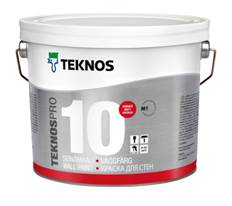 TEKNOS
TEKNOSPRO
10
M1
SEINÄMAALI • VÄGGFÄRG
WALL PAINT • КРАСКА ДЛЯ СТЕН